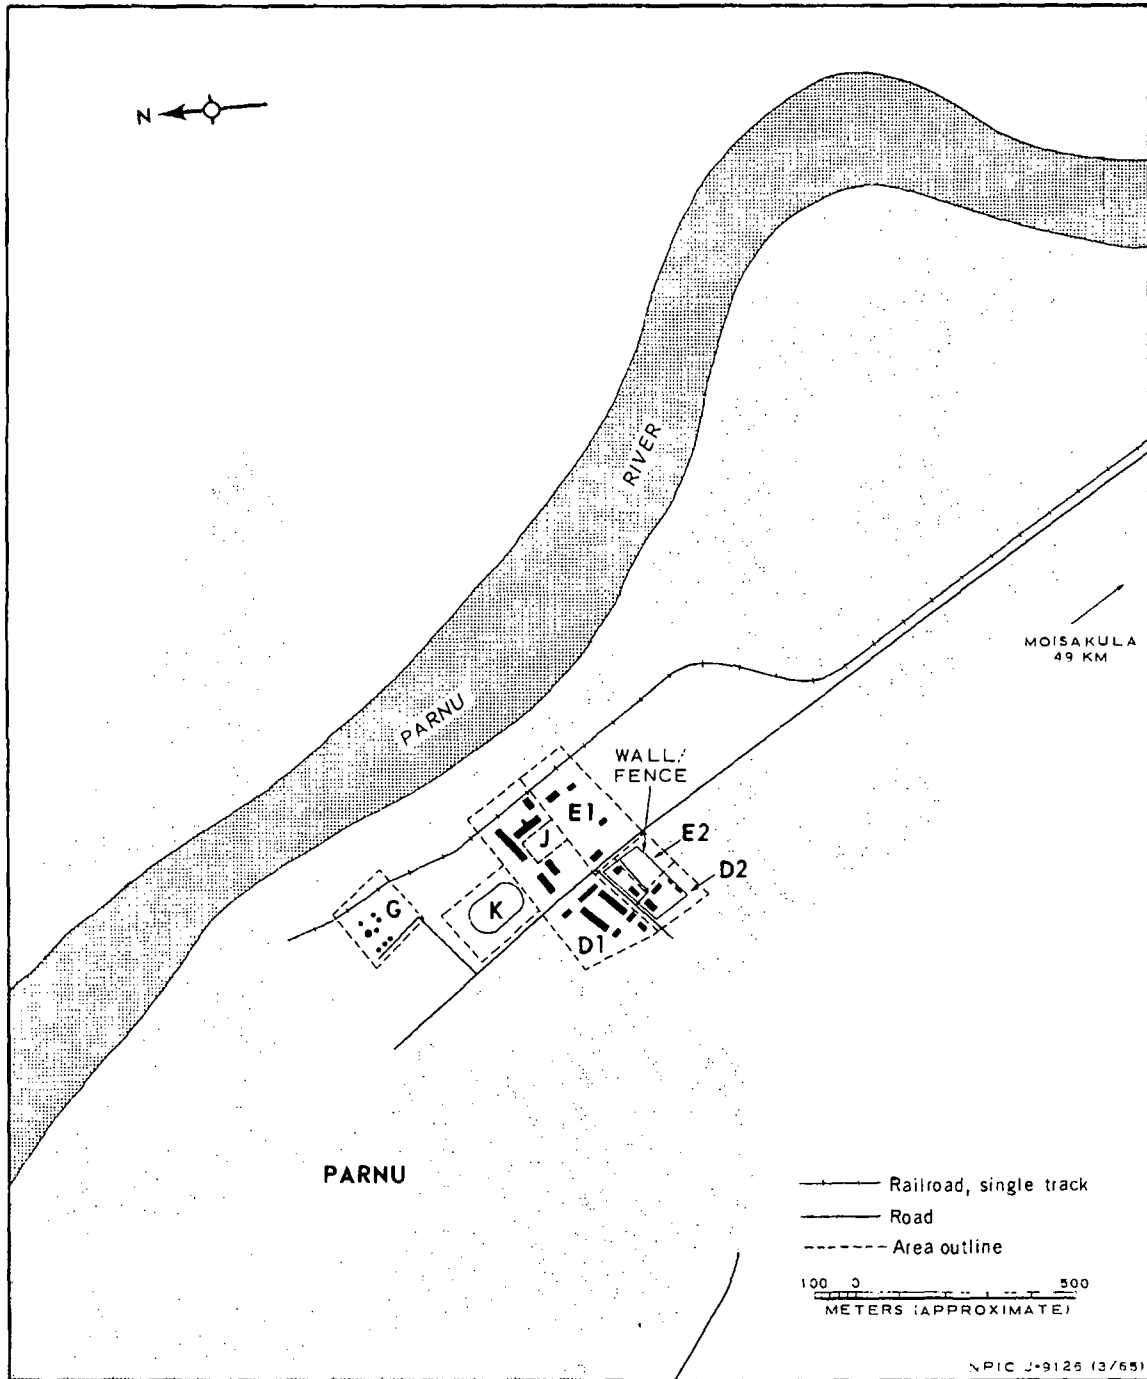 N
RIVER
PARNU
MOISAKULA
49 KM
WALL/
FENCE
E1
J
E2
D2
G
K
D1
PARNU
Railroad, single track
Road
Area outline
100 0 500
METERS (APPROXIMATE)
NPIC J-9126 (3/65)